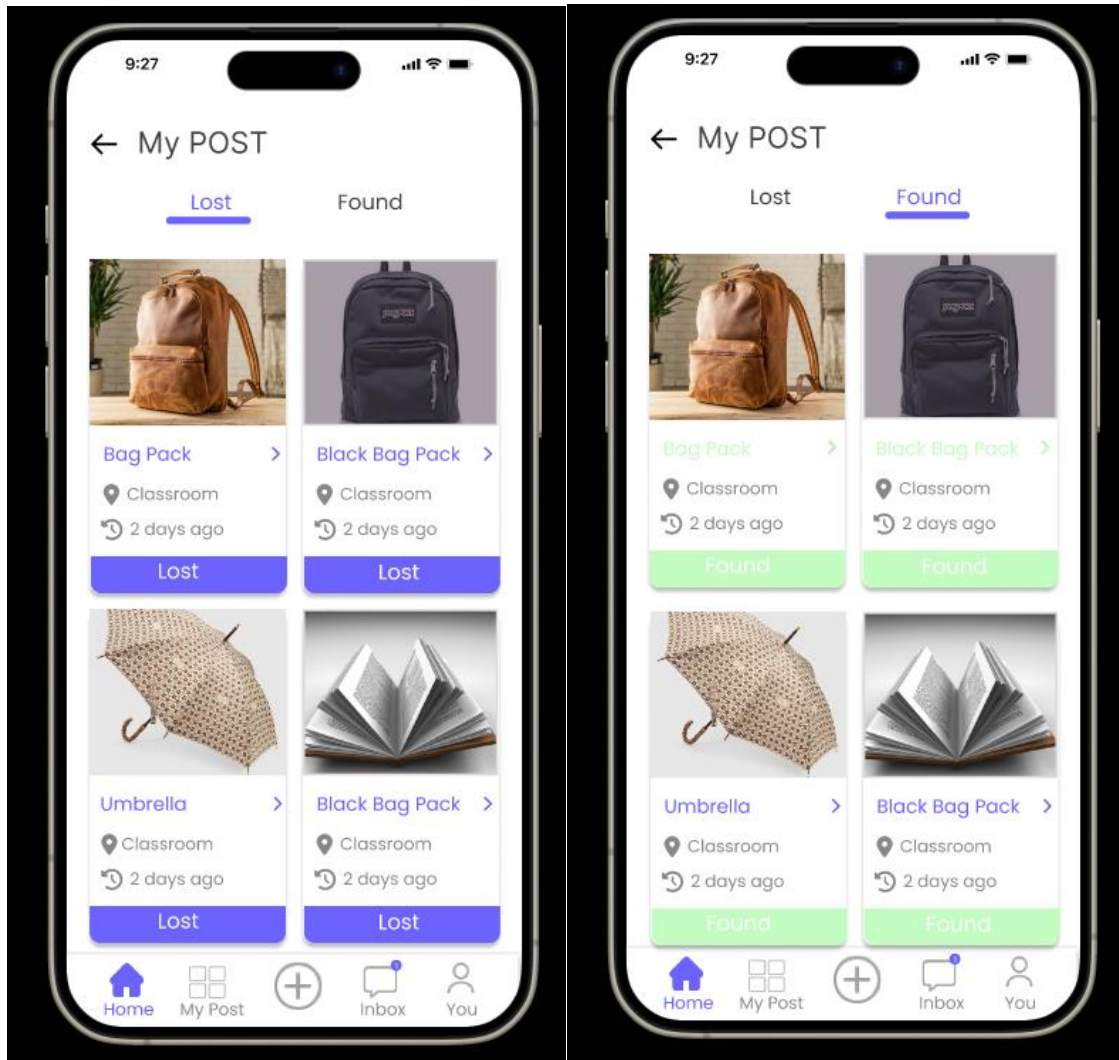 9:27
My POST
Lost Found
Bag Pack
Black Bag Pack
Classroom
Classroom
2 days ago
2 days ago
Lost
Lost
Umbrella
Black Bag Pack
Classroom
Classroom
2 days ago
2 days ago
Lost
Lost
Home
My Post
Inbox
You
9:27
My POST
Lost Found
Bag Pack
Black Bag Pack
Classroom
Classroom
2 days ago
2 days ago
Found
Found
Umbrella
Black Bag Pack
Classroom
Classroom
2 days ago
2 days ago
Found
Found
Home
My Post
Inbox
You